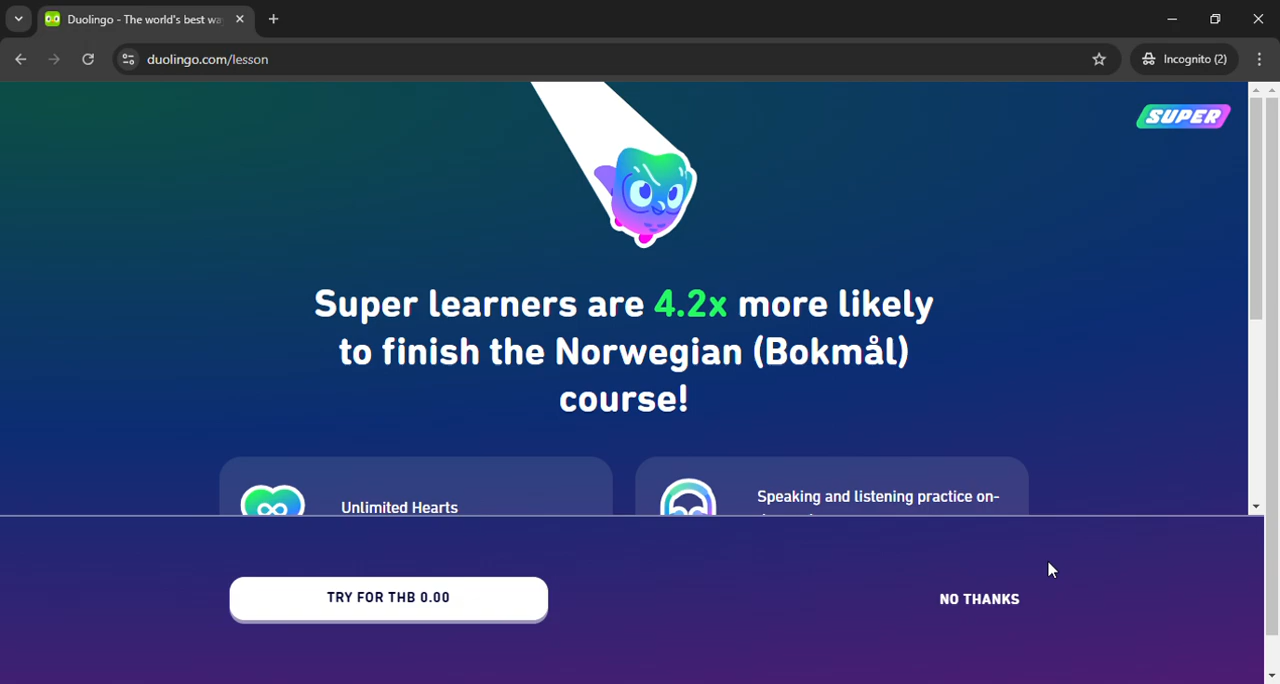 Duolingo - The world's best wa
duolingo.com/lesson
Incognito (2)
SUPER
Super learners are 4.2x more likely
to finish the Norwegian (Bokmål)
course!
Unlimited Hearts
Speaking and listening practice on-
TRY FOR THB 0.00
NO THANKS